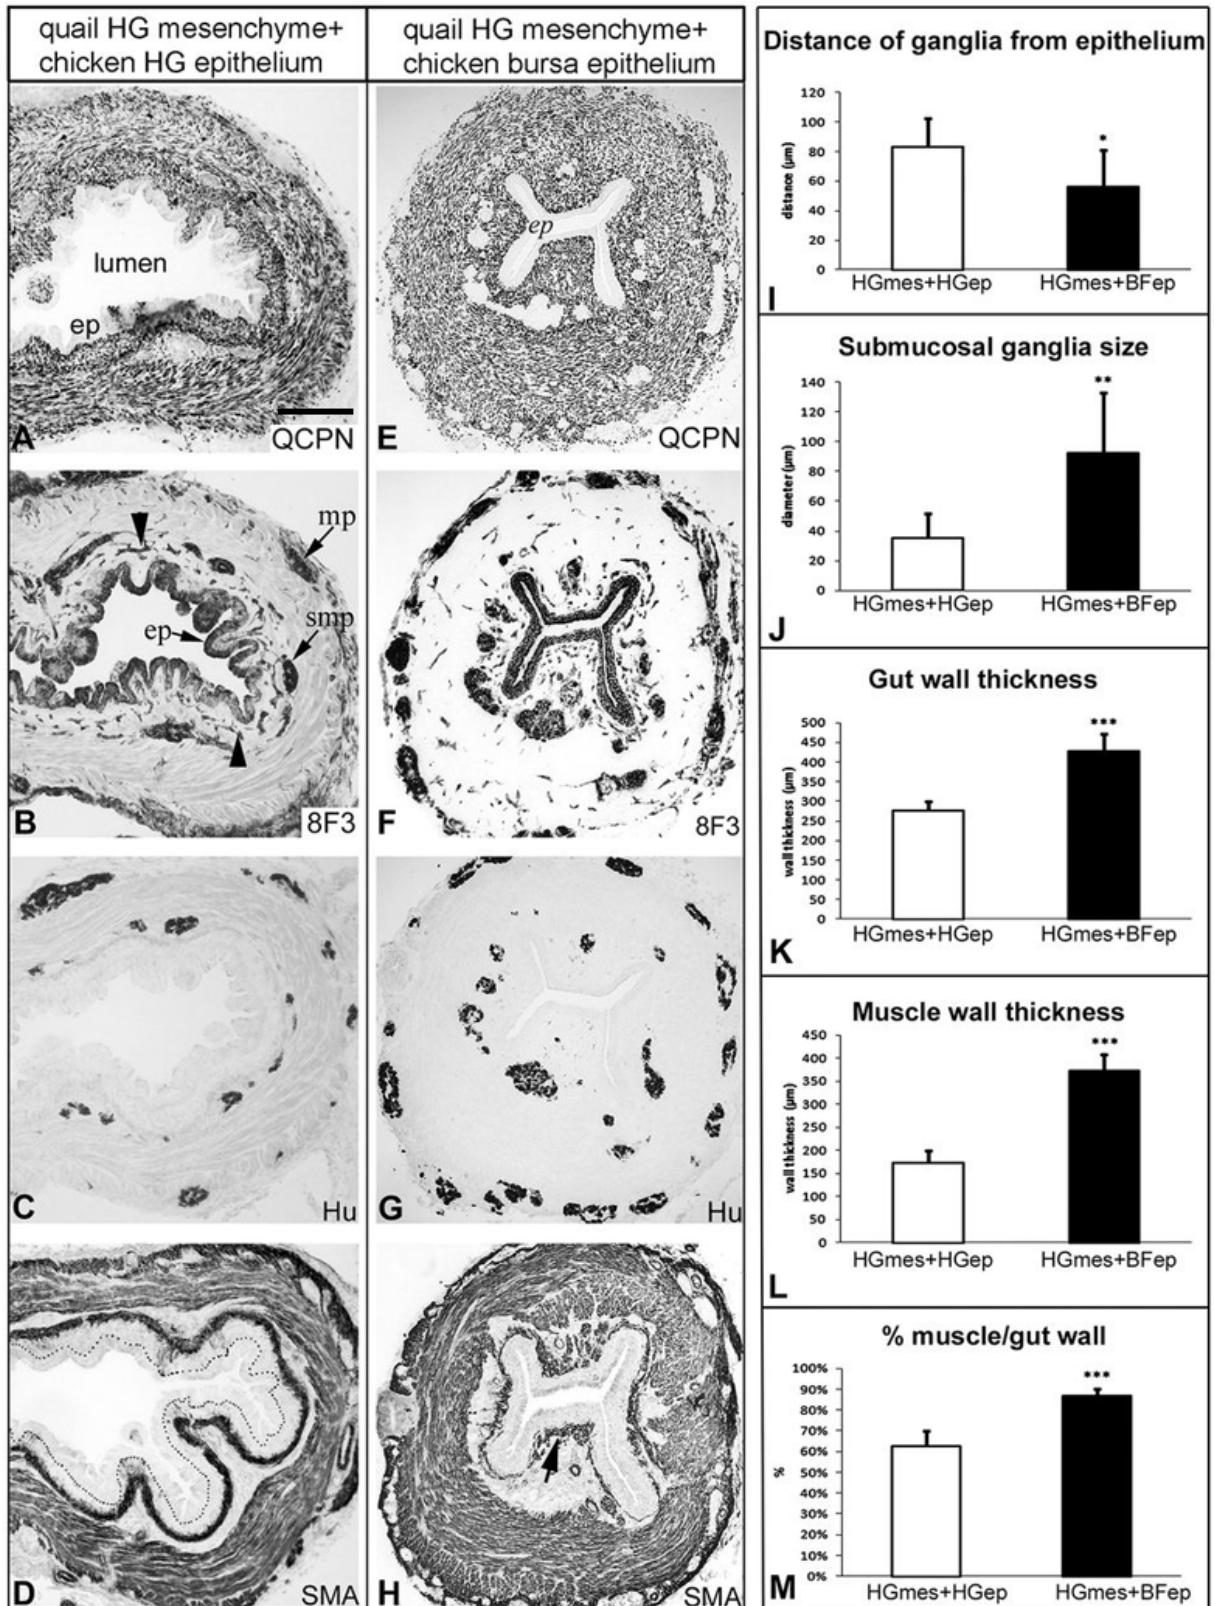 quail HG mesenchyme+
chicken HG epithelium
quail HG mesenchyme+
chicken bursa epithelium
lumen
ep
A
QCPN
ep
E
QCPN
mp
smp
ep
B
8F3
F
8F3
C
Hu
G
Hu
D
SMA
H
SMA
Distance of ganglia from epithelium
distance (µm)
120
100
80
60
40
20
0
*
HGmes+HGep
HGmes+BFep
I
Submucosal ganglia size
diameter (µm)
140
120
100
80
60
40
20
0
**
HGmes+HGep
HGmes+BFep
J
Gut wall thickness
wall thickness (µm)
500
450
400
350
300
250
200
150
100
50
0
***
HGmes+HGep
HGmes+BFep
K
Muscle wall thickness
wall thickness (µm)
450
400
350
300
250
200
150
100
50
0
***
HGmes+HGep
HGmes+BFep
L
% muscle/gut wall
%
100%
90%
80%
70%
60%
50%
40%
30%
20%
10%
0%
***
HGmes+HGep
HGmes+BFep
M